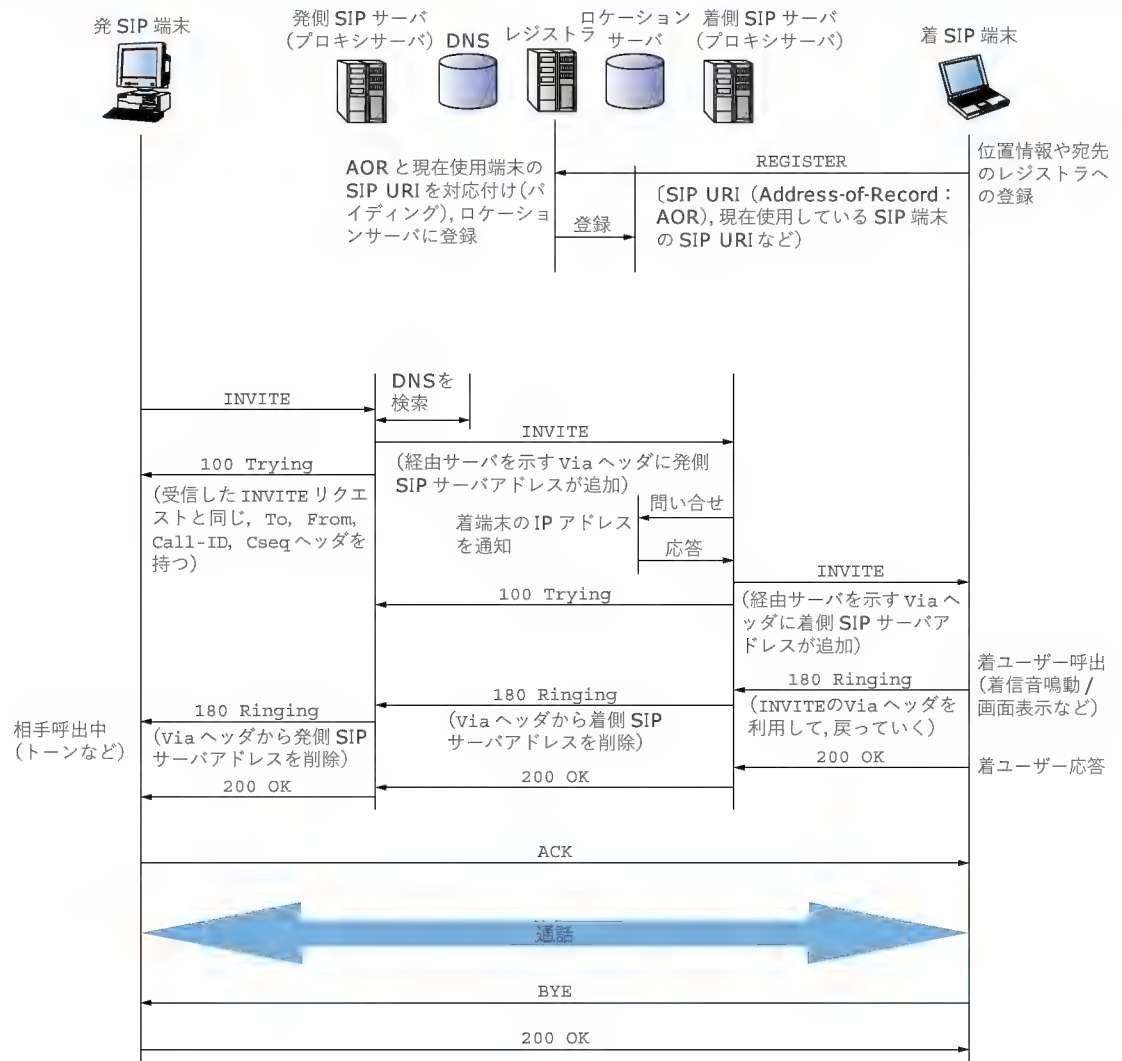 発 SIP 端末
発側 SIP サーバ
(プロキシサーバ)
DNS
レジストラ
ロケーション
サーバ
着側 SIP サーバ
(プロキシサーバ)
着 SIP 端末
REGISTER
位置情報や宛先
のレジストラへ
の登録
AOR と現在使用端末の
SIP URI を対応付け(バ
イディング), ロケーショ
ンサーバに登録
登録
〔SIP URI (Address-of-Record :
AOR), 現在使用している SIP 端末
の SIP URI など〕
INVITE
DNSを
検索
INVITE
100 Trying
(経由サーバを示す Via ヘッダに発側
SIP サーバアドレスが追加)
(受信した INVITE リクエ
ストと同じ, To, From,
Call-ID, Cseq ヘッダを
持つ)
問い合せ
着端末の IP アドレス
を通知
応答
INVITE
100 Trying
(経由サーバを示す Via ヘ
ッダに着側 SIP サーバア
ドレスが追加)
180 Ringing
着ユーザー呼出
(着信音鳴動 /
画面表示など)
180 Ringing
(INVITEのViaヘッダを
利用して, 戻っていく)
180 Ringing
(Via ヘッダから着側 SIP
サーバアドレスを削除)
相手呼出中
(トーンなど)
(Via ヘッダから発側 SIP
サーバアドレスを削除)
200 OK
着ユーザー応答
200 OK
200 OK
ACK
通話
BYE
200 OK